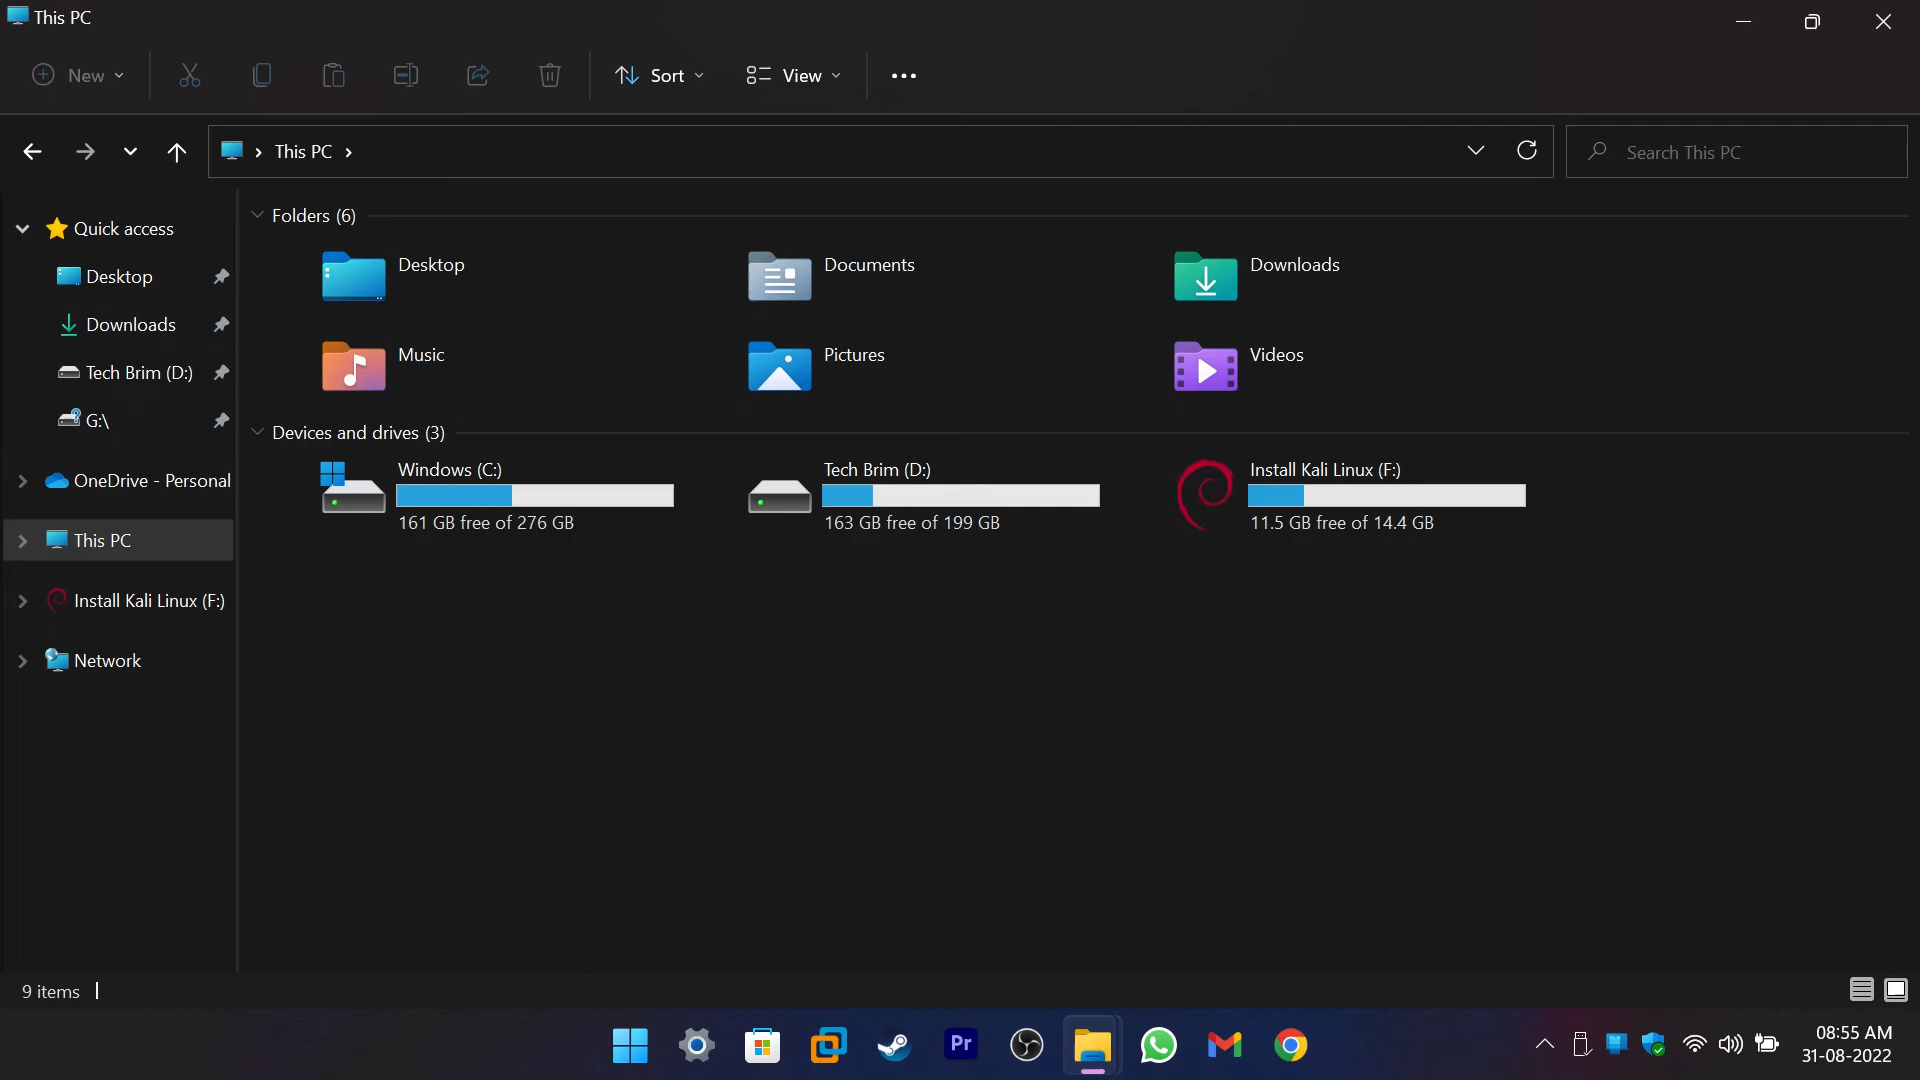 This PC
New
Sort
View
This PC
Search This PC
Quick access
Desktop
Downloads
Tech Brim (D:)
G:\
OneDrive - Personal
This PC
Install Kali Linux (F:)
Network
Folders (6)
Desktop
Documents
Downloads
Music
Pictures
Videos
Devices and drives (3)
Windows (C:)
161 GB free of 276 GB
Tech Brim (D:)
163 GB free of 199 GB
Install Kali Linux (F:)
11.5 GB free of 14.4 GB
9 items
Pr
08:55 AM
31-08-2022